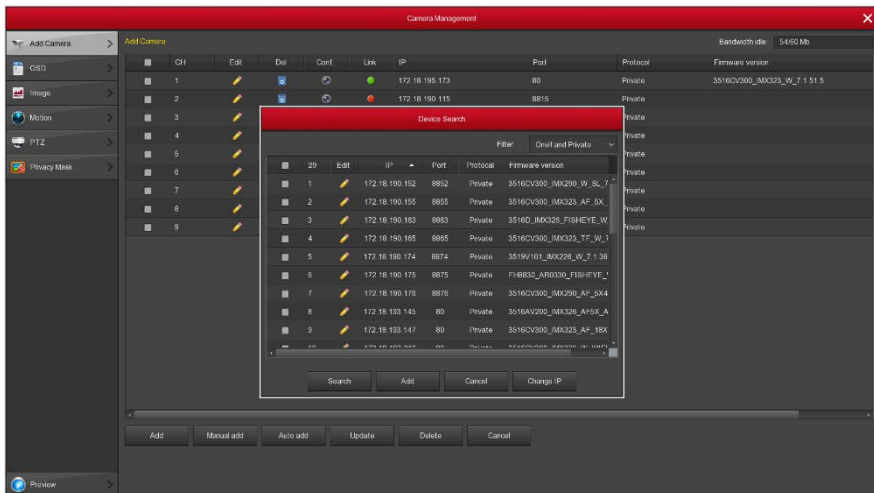 Camera Management
Add Camera
OSD
Image
Motion
PTZ
Privacy Mask
Preview
Add Camera
Bandwidth idle: 54/60 Mb
CH Edit Del Conf Link IP Port Protocol Firmware version
1 172.18.195.173 80 Private 3516CV300_IMX323_W_7.1.51.5
2 172.18.190.115 8815 Private
3 Private
4 Private
5 Private
6 Private
7 Private
8 Private
9 Private
Device Search
Filter Onvif and Private
29 Edit IP Port Protocal Firmware version
1 172.18.190.152 8852 Private 3516CV300_IMX290_W_SL_7
2 172.18.190.155 8855 Private 3516CV300_IMX323_AF_5X_
3 172.18.190.163 8863 Private 3516D_IMX326_FISHEYE_W_
4 172.18.190.165 8865 Private 3516CV300_IMX323_TF_W_7
5 172.18.190.174 8874 Private 3519V101_IMX226_W_7.1.38
6 172.18.190.175 8875 Private FH8830_AR0330_FISHEYE_
7 172.18.190.176 8876 Private 3516CV300_IMX290_AF_5X4
8 172.18.193.145 80 Private 3516AV200_IMX326_AF5X_A
9 172.18.193.147 80 Private 3516CV300_IMX323_AF_18X
Search Add Cancel Change IP
Add Manual add Auto add Update Delete Cancel